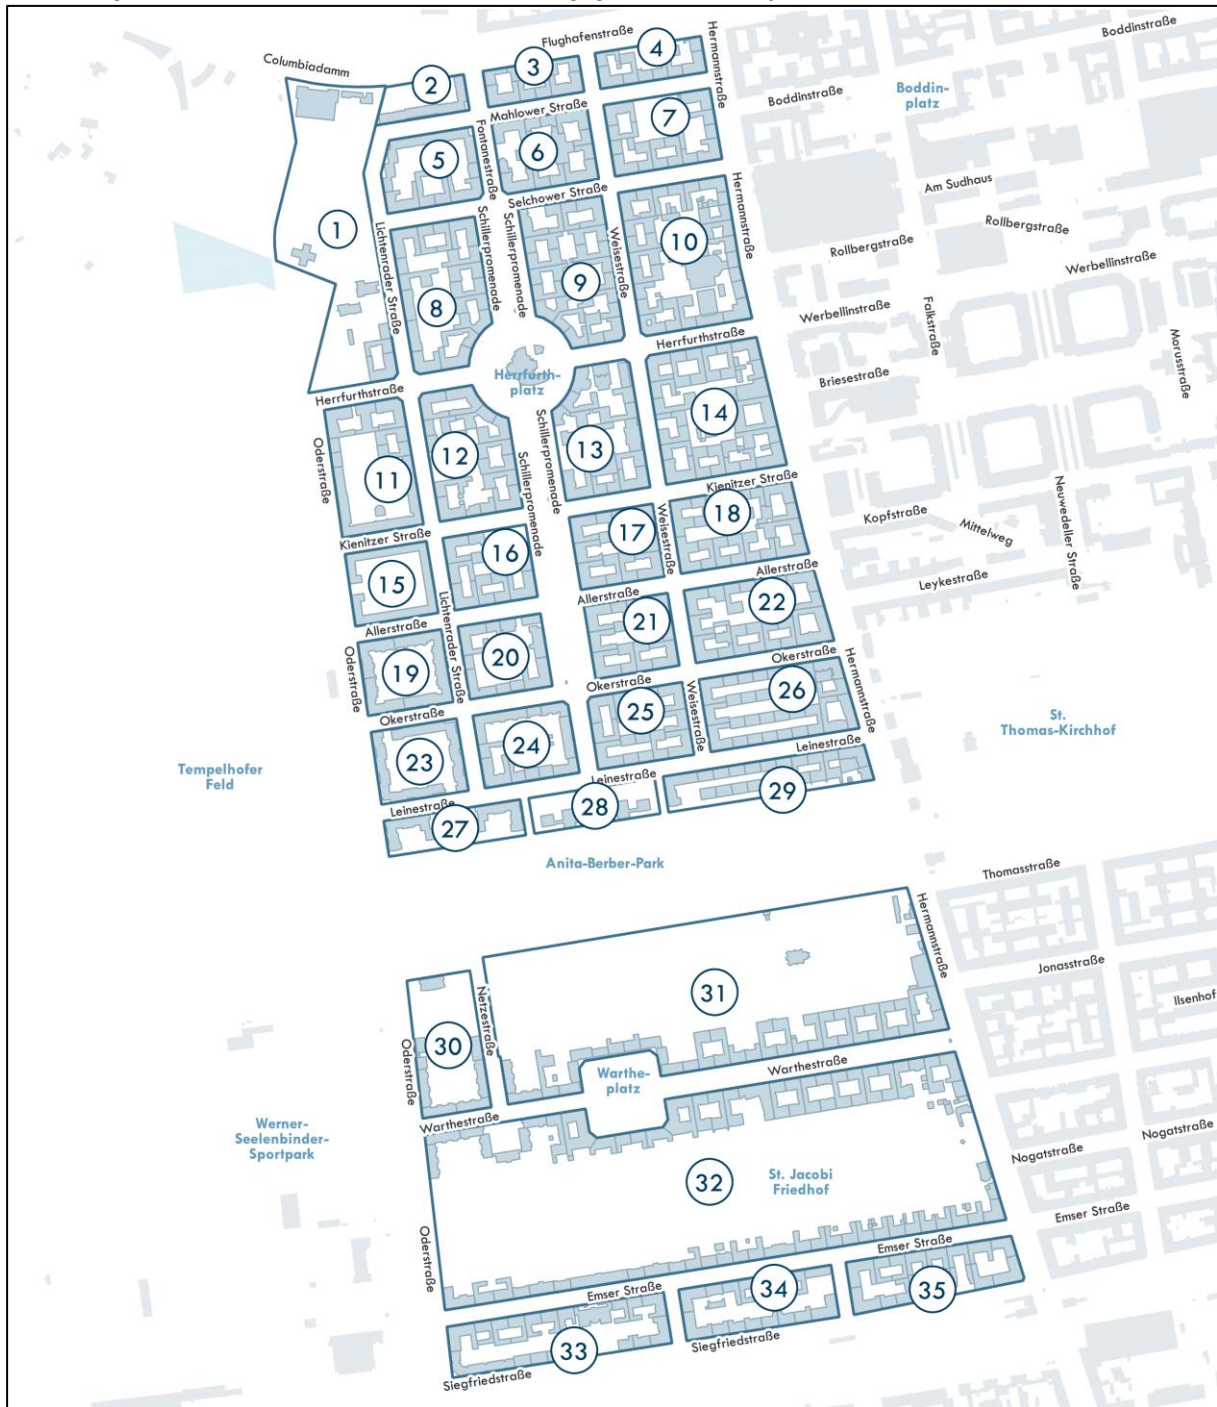 Flughafenstraße
Hermannstraße
Boddinstraße
Columbiadamm
2
3
4
Boddin-
platz
Boddinstraße
Mahlower Straße
5
Fontanestraße
6
7
Am Sudhaus
Selchower Straße
1
Lichtenrader Straße
Schillerpromenade
Schillerpromenade
Weisestraße
Hermannstraße
10
Rollbergstraße
Rollbergstraße
8
9
Werbellinstraße
Werbellinstraße
Falkstraße
Morusstraße
Herrfurthstraße
Herrfurth-
platz
Herrfurthstraße
Briesestraße
Oderstraße
11
12
Schillerpromenade
Schillerpromenade
13
14
Kienitzer Straße
Kienitzer Straße
Kopfstraße
Mittelweg
Neuwedeller Straße
16
17
Weisestraße
18
15
Lichtenrader Straße
Allerstraße
Allerstraße
Leykestraße
Allerstraße
Oderstraße
19
20
21
22
Okerstraße
Okerstraße
Okerstraße
Hermannstraße
23
24
25
Weisestraße
26
St.
Thomas-Kirchhof
Tempelhofer
Feld
Leinestraße
Leinestraße
Leinestraße
27
28
29
Anita-Berber-Park
Thomasstraße
Hermannstraße
Jonasstraße
Ilsenhof
Netzestraße
31
Oderstraße
30
Warthe-
platz
Warthestraße
Warthestraße
Werner-
Seelenbinder-
Sportpark
Nogatstraße
Nogatstraße
32
St. Jacobi
Friedhof
Emser Straße
Oderstraße
Emser Straße
Emser Straße
33
34
35
Siegfriedstraße
Siegfriedstraße